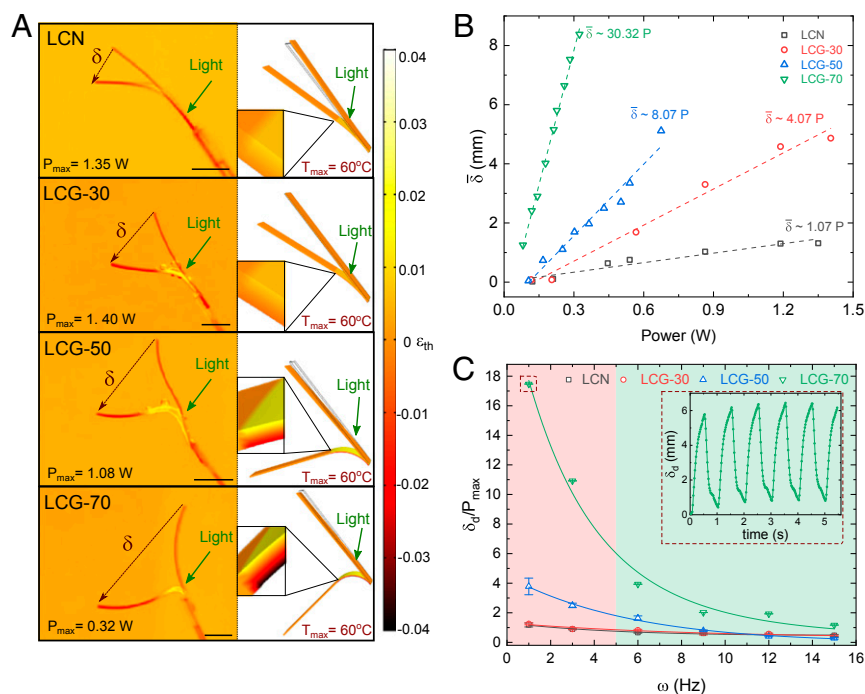 A
LCN
δ
Light
Light
P_max = 1.35 W
T_max = 60°C
LCG-30
δ
Light
Light
P_max = 1. 40 W
T_max = 60°C
LCG-50
δ
Light
Light
P_max = 1.08 W
T_max = 60°C
LCG-70
δ
Light
Light
P_max = 0.32 W
T_max = 60°C
0.04
0.03
0.02
0.01
0 ε_th
-0.01
-0.02
-0.03
-0.04
B
δ̄ (mm)
8
6
4
2
0
0.0 0.3 0.6 0.9 1.2 1.5
Power (W)
δ̄ ~ 30.32 P
δ̄ ~ 8.07 P
δ̄ ~ 4.07 P
δ̄ ~ 1.07 P
LCN
LCG-30
LCG-50
LCG-70
C
δ_d/P_max
18
16
14
12
10
8
6
4
2
0
0 2 4 6 8 10 12 14 16
ω (Hz)
LCN LCG-30 LCG-50 LCG-70
δ_d (mm)
6
4
2
0
0 1 2 3 4 5
time (s)